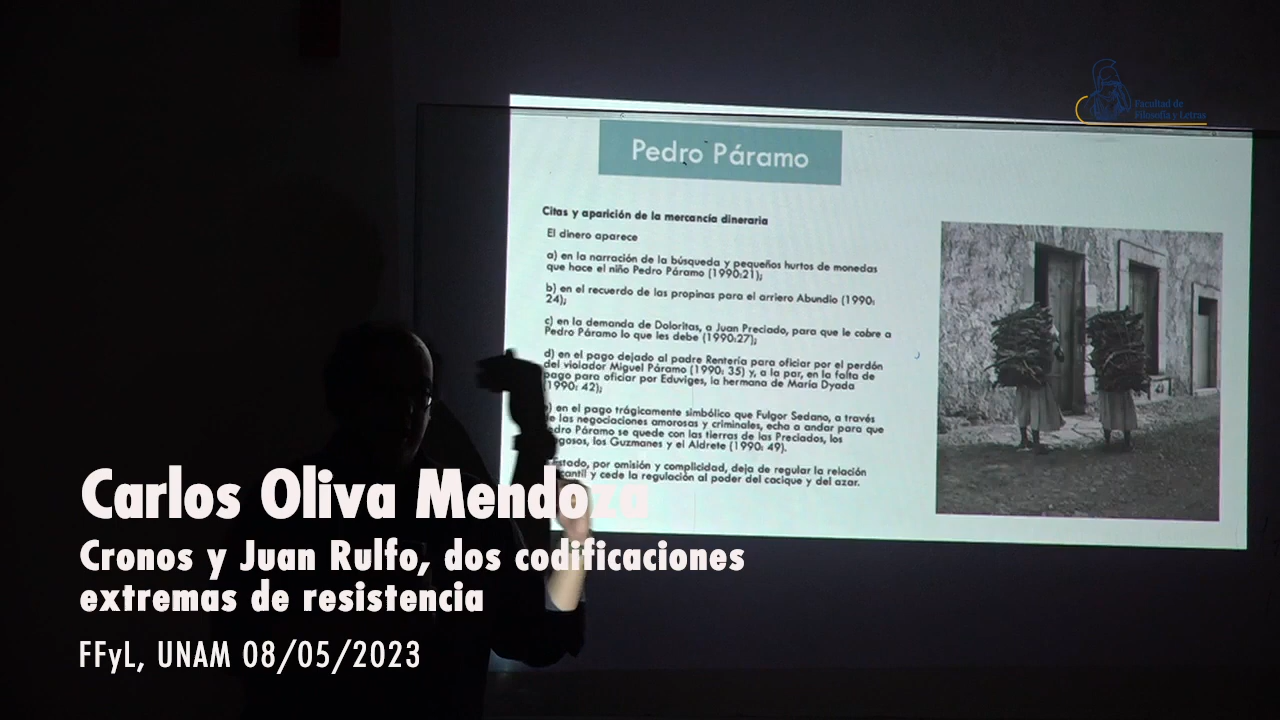 Facultad de
Filosofía y Letras
Pedro Páramo
Citas y aparición de la mercancía dineraria
El dinero aparece
a) en la narración de la búsqueda y pequeños hurtos de monedas
que hace el niño Pedro Páramo (1990:21);
b) en el recuerdo de las propinas para el arriero Abundio (1990:
24);
c) en la demanda de Doloritas, a Juan Preciado, para que le cobre a
Pedro Páramo lo que les debe (1990:27);
d) en el pago dejado al padre Rentería para oficiar por el perdón
del violador Miguel Páramo (1990: 35) y, a la par, en la falta de
pago para oficiar por Eduviges, la hermana de María Dyada
(1990: 42);
) en el pago trágicamente simbólico que Fulgor Sedano, a través
de las negociaciones amorosas y criminales, echa a andar para que
edro Páramo se quede con las tierras de las Preciados, los
gosos, los Guzmanes y el Aldrete (1990: 49).
Estado, por omisión y complicidad, deja de regular la relación
cantil y cede la regulación al poder del cacique y del azar.
Carlos Oliva Mendoza
Cronos y Juan Rulfo, dos codificaciones
extremas de resistencia
FFyL, UNAM 08/05/2023